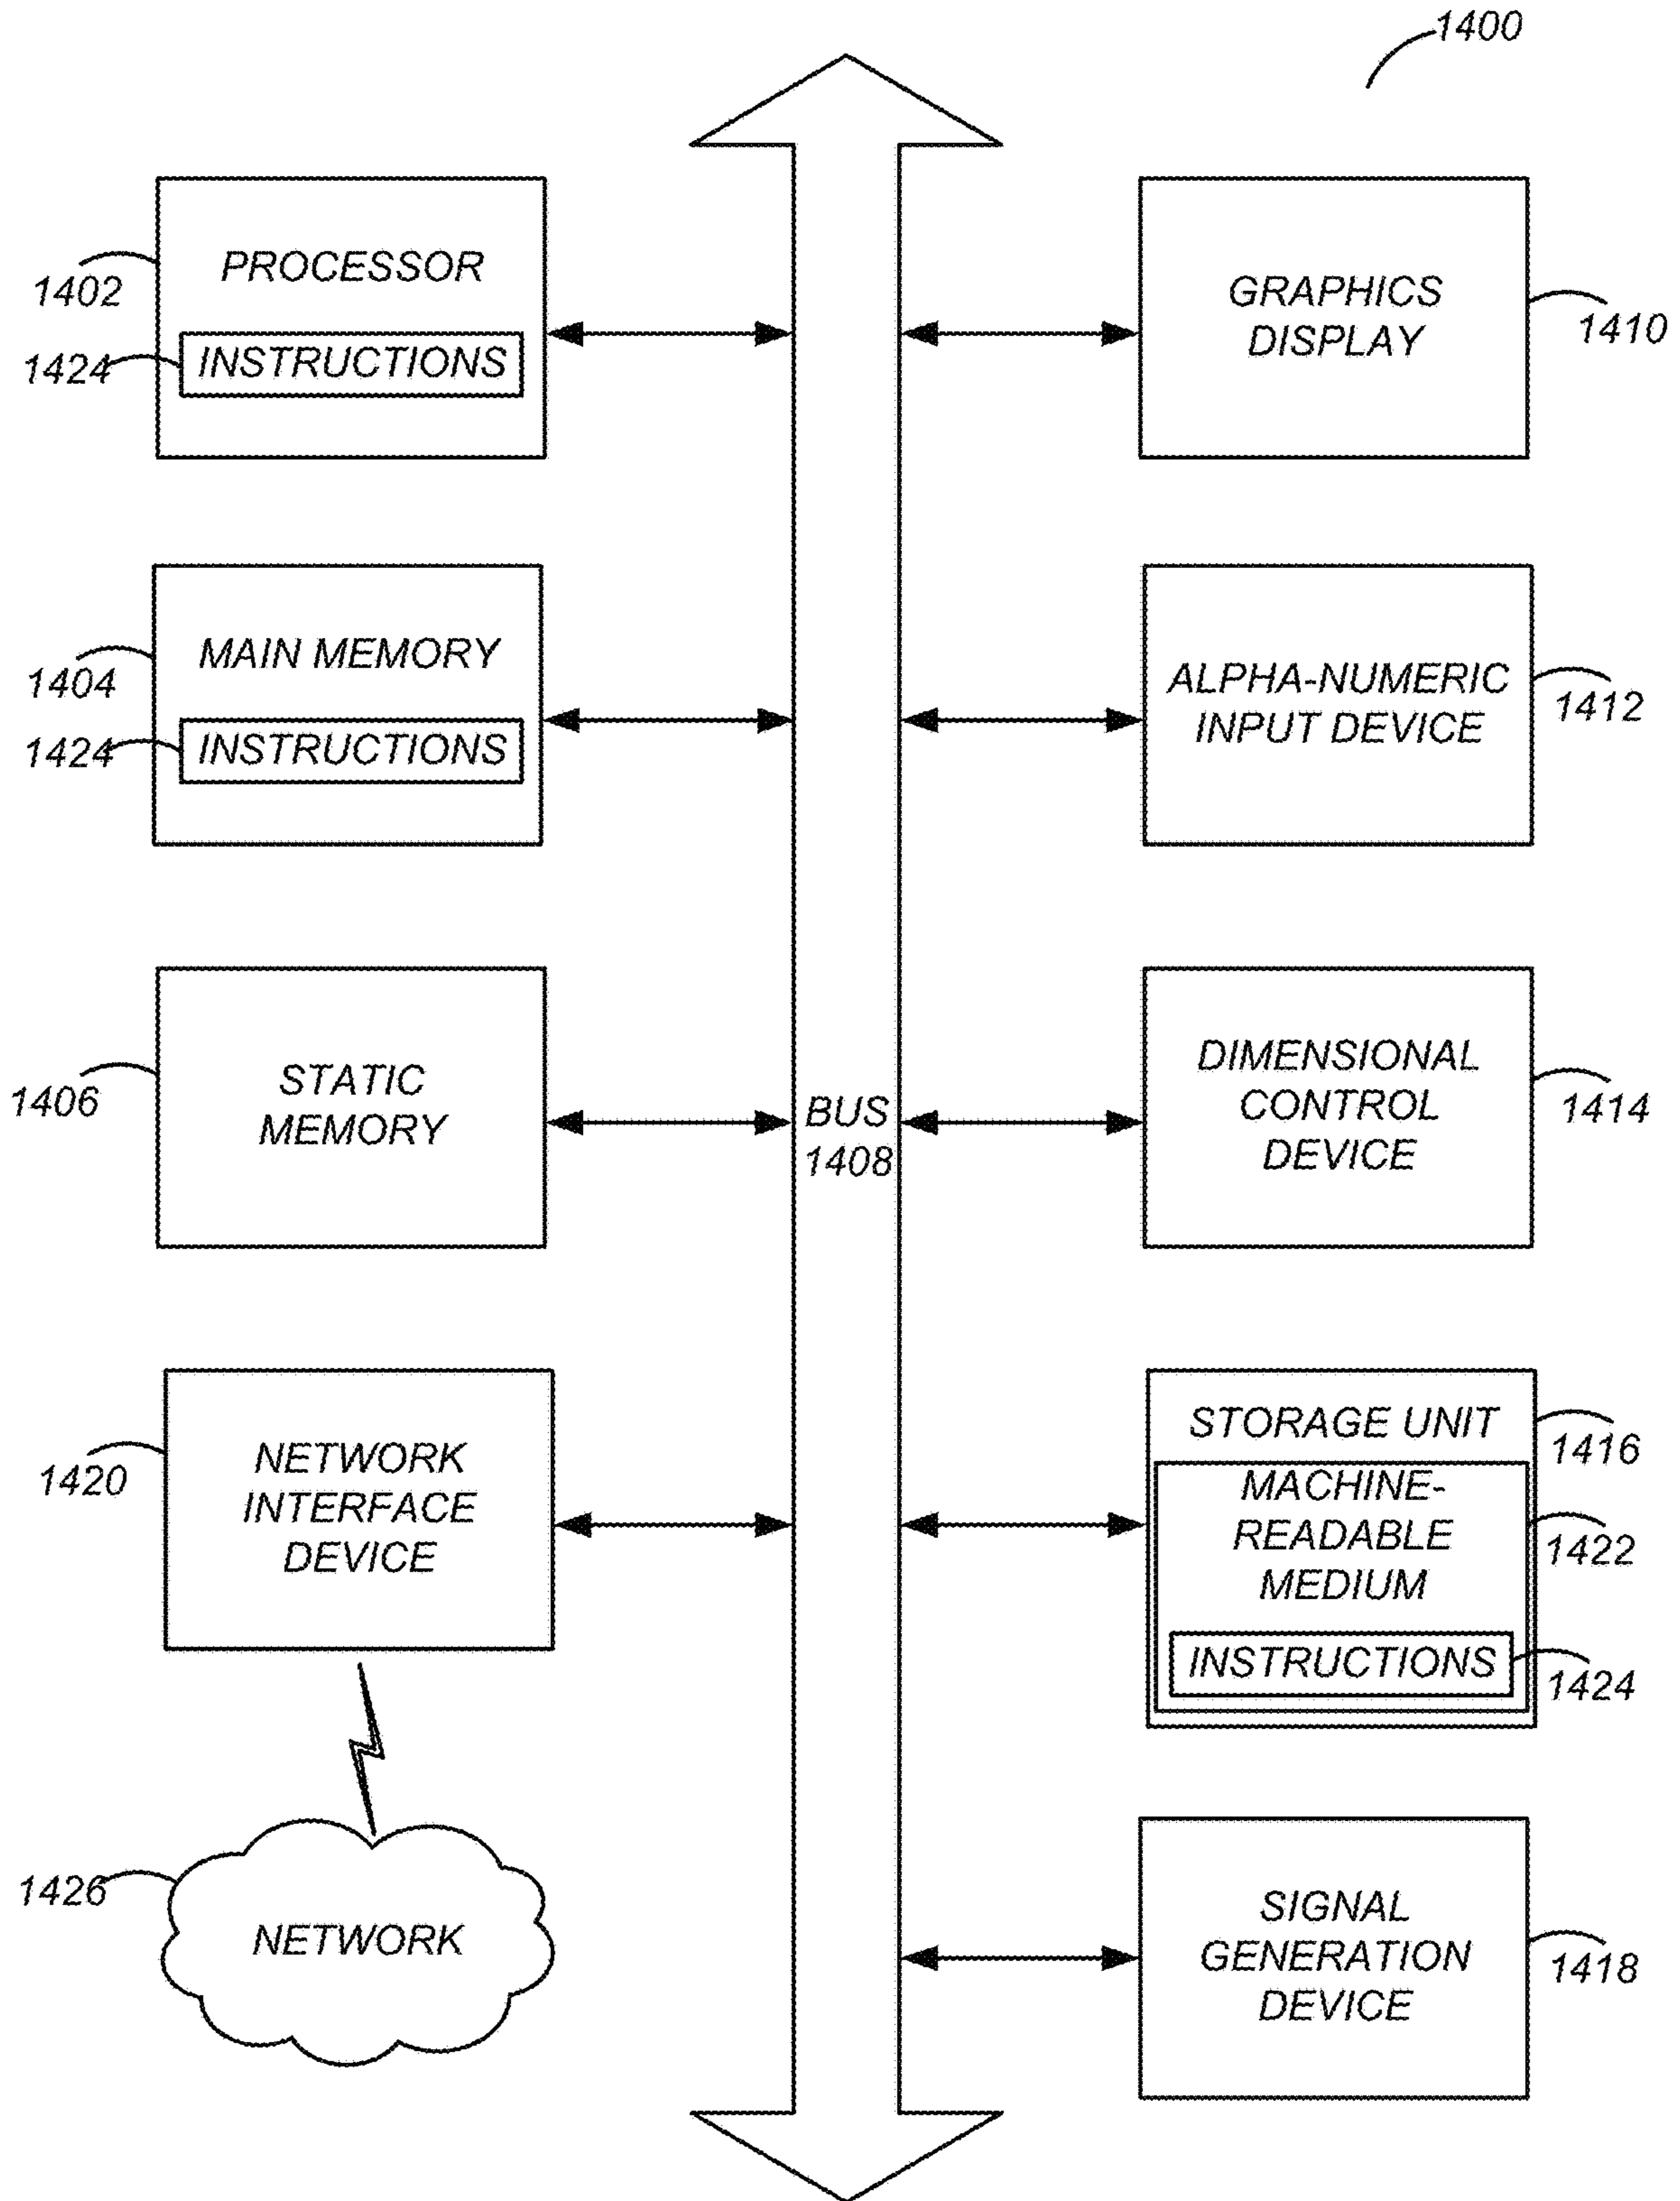 1400
PROCESSOR
1402
1424
INSTRUCTIONS
GRAPHICS
DISPLAY
1410
MAIN MEMORY
1404
1424
INSTRUCTIONS
ALPHA-NUMERIC
INPUT DEVICE
1412
STATIC
MEMORY
1406
BUS
1408
DIMENSIONAL
CONTROL
DEVICE
1414
NETWORK
INTERFACE
DEVICE
1420
STORAGE UNIT
1416
MACHINE-
READABLE
MEDIUM
1422
INSTRUCTIONS
1424
1426
NETWORK
SIGNAL
GENERATION
DEVICE
1418